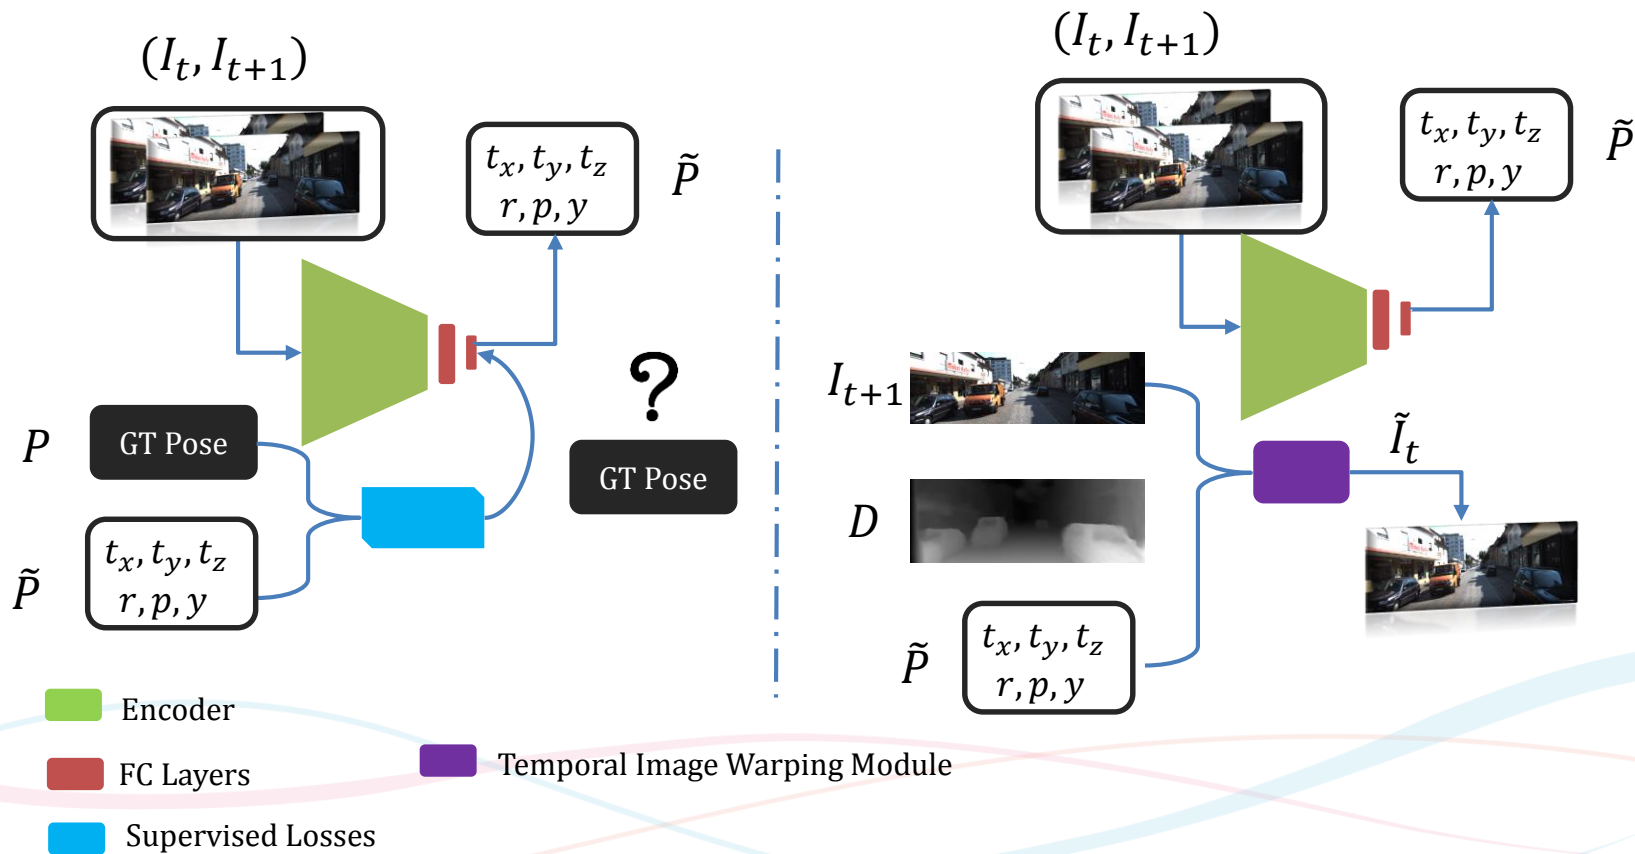 (I_t, I_{t+1})
t_x, t_y, t_z
r, p, y
P̃
P
GT Pose
?
GT Pose
P̃
t_x, t_y, t_z
r, p, y
(I_t, I_{t+1})
t_x, t_y, t_z
r, p, y
P̃
I_{t+1}
Ĩ_t
D
P̃
t_x, t_y, t_z
r, p, y
Encoder
FC Layers
Temporal Image Warping Module
Supervised Losses